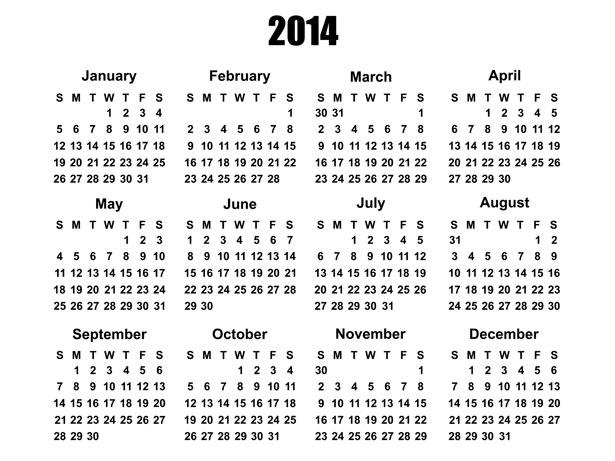 2014
January
S M T W T F S
1 2 3 4
5 6 7 8 9 10 11
12 13 14 15 16 17 18
19 20 21 22 23 24 25
26 27 28 29 30 31
February
S M T W T F S
1
2 3 4 5 6 7 8
9 10 11 12 13 14 15
16 17 18 19 20 21 22
23 24 25 26 27 28
March
S M T W T F S
30 31 1
2 3 4 5 6 7 8
9 10 11 12 13 14 15
16 17 18 19 20 21 22
23 24 25 26 27 28 29
April
S M T W T F S
1 2 3 4 5
6 7 8 9 10 11 12
13 14 15 16 17 18 19
20 21 22 23 24 25 26
27 28 29 30
May
S M T W T F S
1 2 3
4 5 6 7 8 9 10
11 12 13 14 15 16 17
18 19 20 21 22 23 24
25 26 27 28 29 30 31
June
S M T W T F S
1 2 3 4 5 6 7
8 9 10 11 12 13 14
15 16 17 18 19 20 21
22 23 24 25 26 27 28
29 30
July
S M T W T F S
1 2 3 4 5
6 7 8 9 10 11 12
13 14 15 16 17 18 19
20 21 22 23 24 25 26
27 28 29 30 31
August
S M T W T F S
31 1 2
3 4 5 6 7 8 9
10 11 12 13 14 15 16
17 18 19 20 21 22 23
24 25 26 27 28 29 30
September
S M T W T F S
1 2 3 4 5 6
7 8 9 10 11 12 13
14 15 16 17 18 19 20
21 22 23 24 25 26 27
28 29 30
October
S M T W T F S
1 2 3 4
5 6 7 8 9 10 11
12 13 14 15 16 17 18
19 20 21 22 23 24 25
26 27 28 29 30 31
November
S M T W T F S
30 1
2 3 4 5 6 7 8
9 10 11 12 13 14 15
16 17 18 19 20 21 22
23 24 25 26 27 28 29
December
S M T W T F S
1 2 3 4 5 6
7 8 9 10 11 12 13
14 15 16 17 18 19 20
21 22 23 24 25 26 27
28 29 30 31